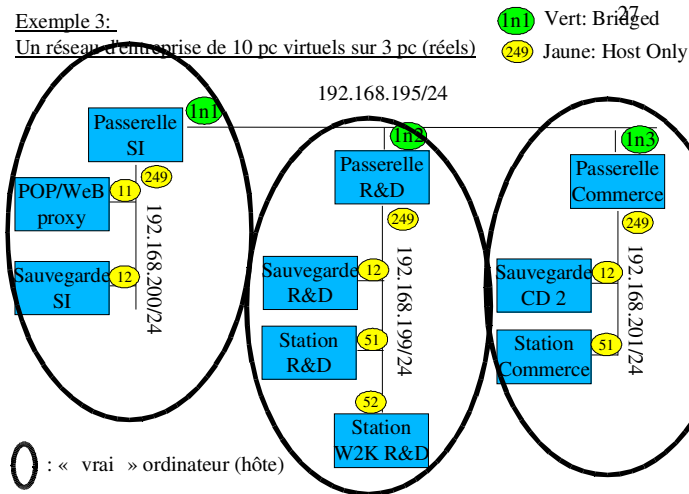 27
Exemple 3:
Un réseau d'entreprise de 10 pc virtuels sur 3 pc (réels)
1n1 Vert: Bridged
249 Jaune: Host Only
192.168.195/24
1n1
Passerelle
SI
249
POP/WeB
proxy
11
Sauvegarde
SI
12
192.168.200/24
1n2
Passerelle
R&D
249
Sauvegarde
R&D
12
Station
R&D
51
52
Station
W2K R&D
192.168.199/24
1n3
Passerelle
Commerce
249
Sauvegarde
CD 2
12
Station
Commerce
51
192.168.201/24
: « vrai » ordinateur (hôte)